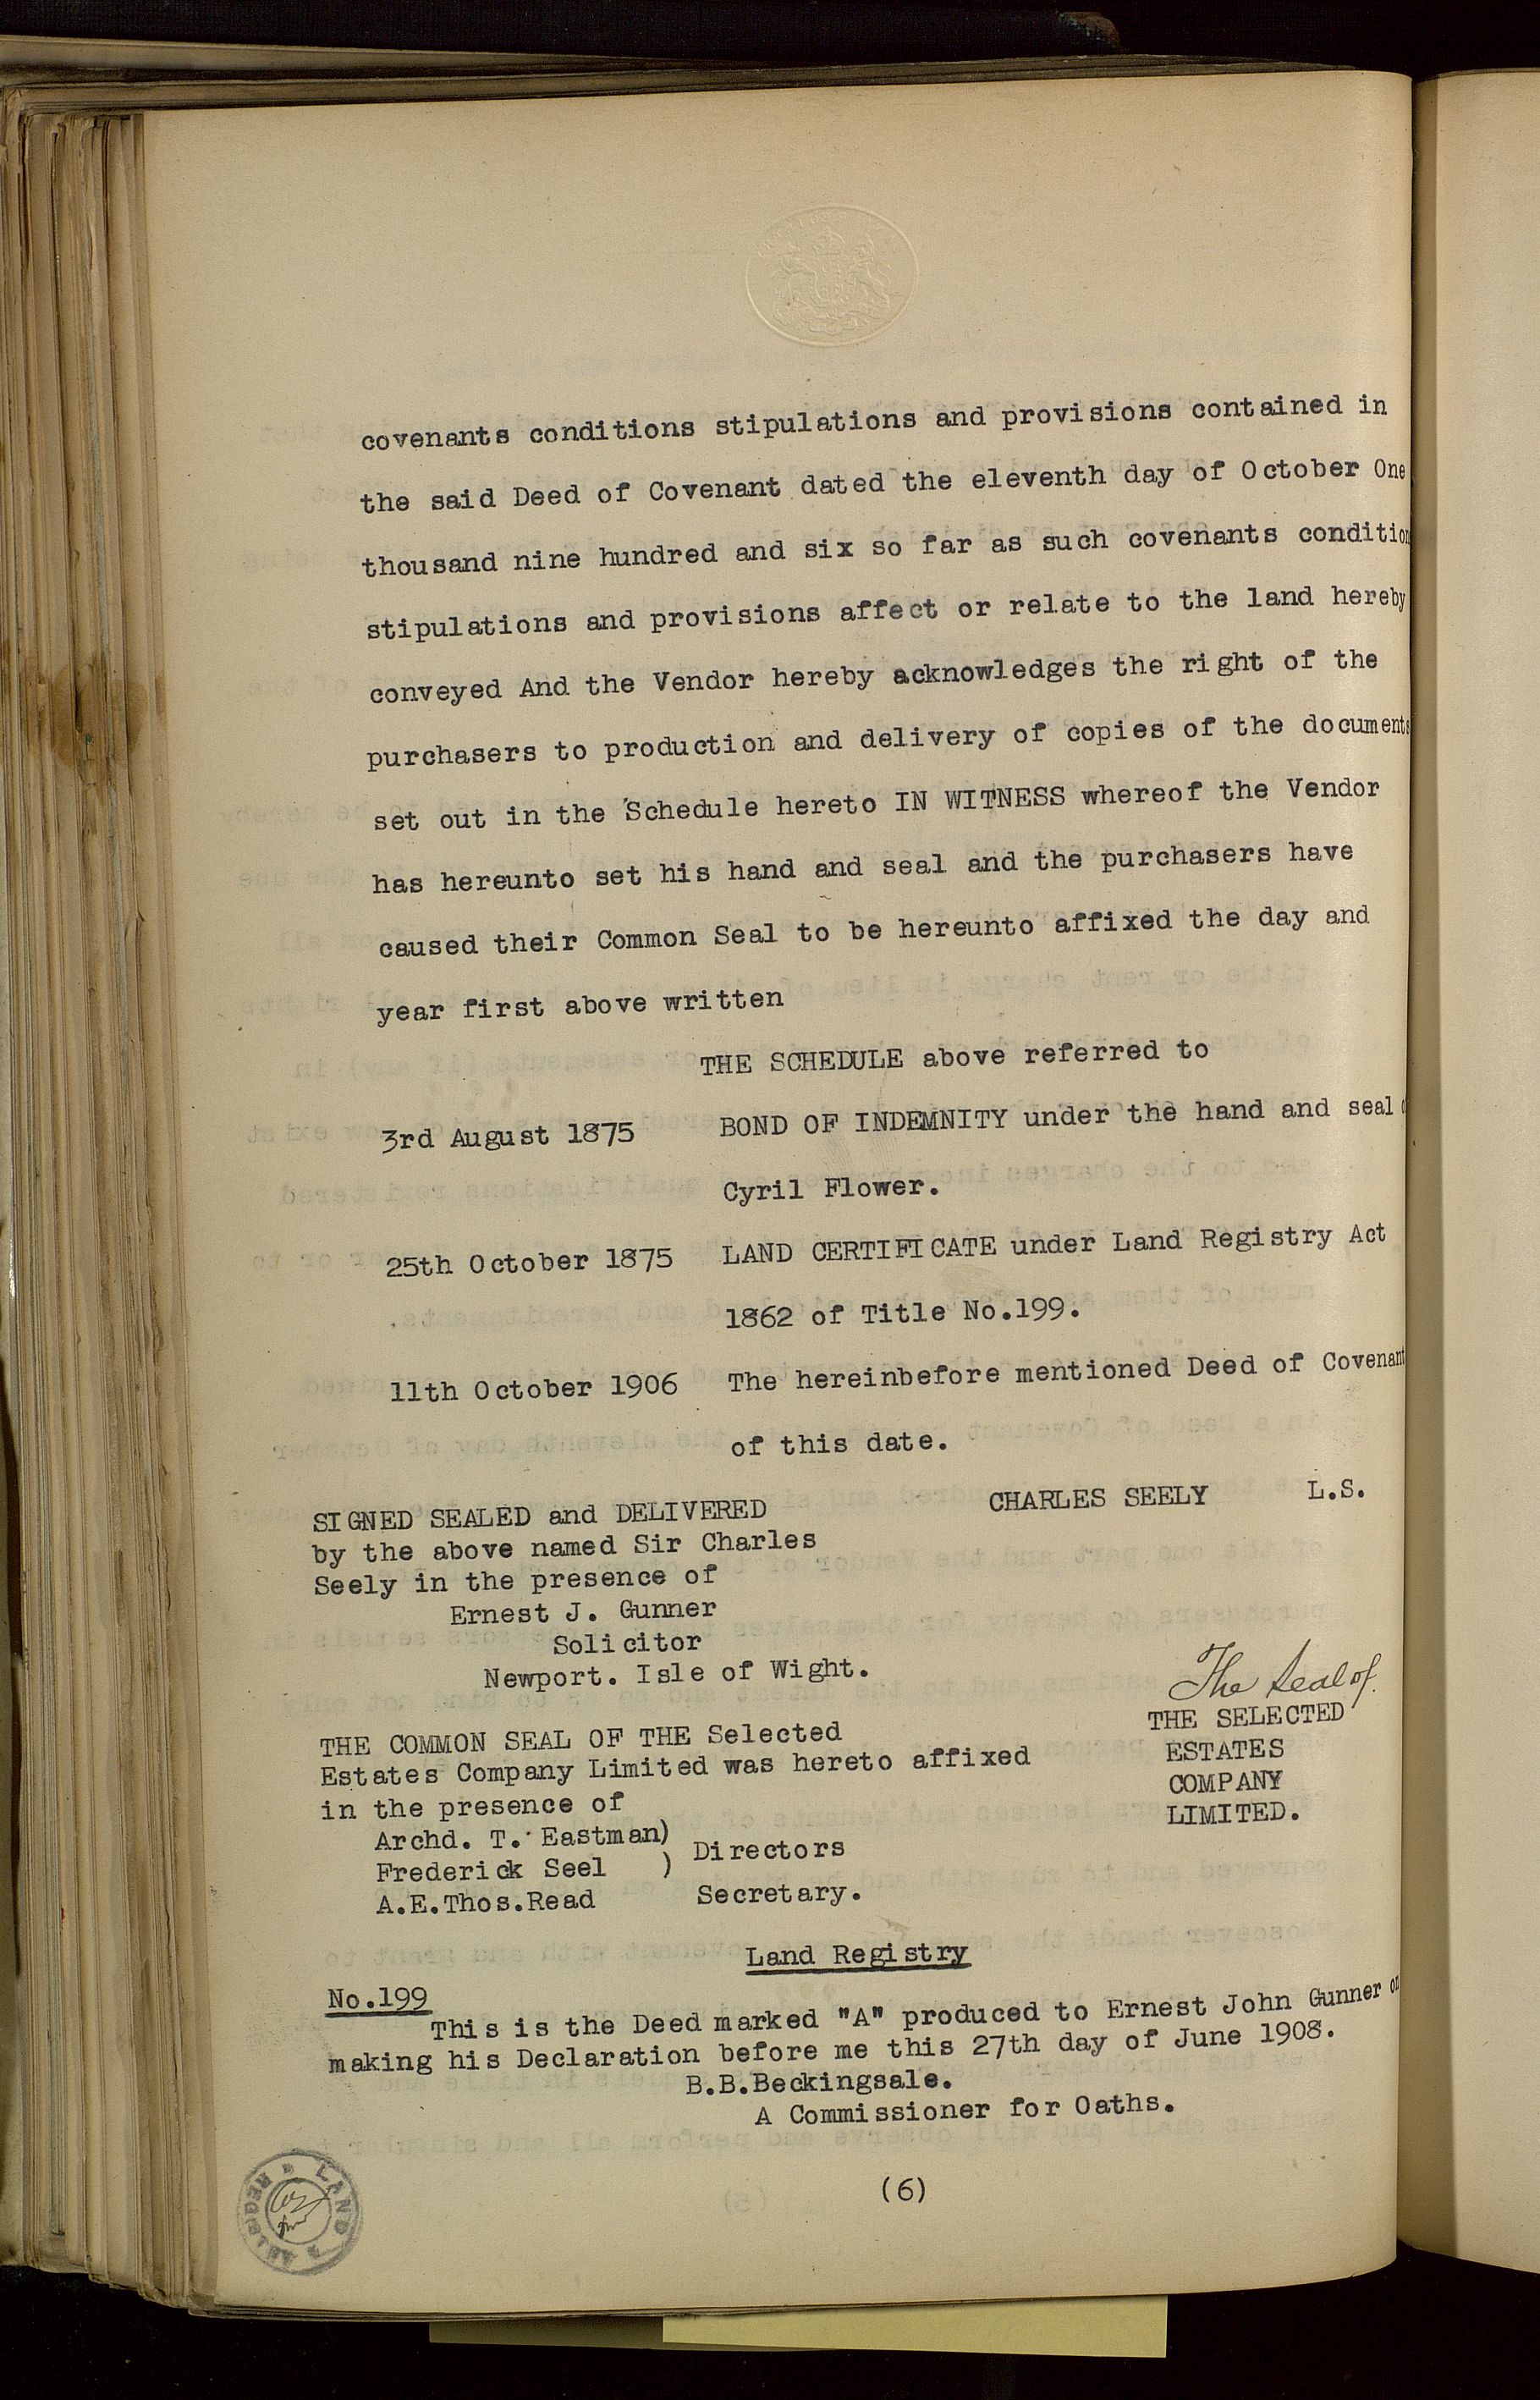 covenants conditions stipulations and provisions contained in
the said Deed of Covenant dated the eleventh day of October One
thousand nine hundred and six so far as such covenants condition
stipulations and provisions affect or relate to the land hereby
conveyed And the Vendor hereby acknowledges the right of the
purchasers to production and delivery of copies of the documents
set out in the Schedule hereto IN WITNESS whereof the Vendor
has hereunto set his hand and seal and the purchasers have
caused their Common Seal to be hereunto affixed the day and
year first above written
THE SCHEDULE above referred to
3rd August 1875 BOND OF INDEMNITY under the hand and seal
Cyril Flower.
25th October 1875 LAND CERTIFICATE under Land Registry Act
1862 of Title No.199.
11th October 1906 The hereinbefore mentioned Deed of Covenant
of this date.
SIGNED SEALED and DELIVERED CHARLES SEELY L.S.
by the above named Sir Charles
Seely in the presence of
Ernest J. Gunner
Solicitor
Newport. Isle of Wight.
The Seal of
THE SELECTED
ESTATES
COMPANY
LIMITED.
THE COMMON SEAL OF THE Selected
Estates Company Limited was hereto affixed
in the presence of
Archd. T. Eastman)
Frederick Seel ) Directors
A.E.Thos.Read Secretary.
Land Registry
No.199
This is the Deed marked "A" produced to Ernest John Gunner on
making his Declaration before me this 27th day of June 1908.
B.B.Beckingsale.
A Commissioner for Oaths.
(6)
LAND REGISTRY